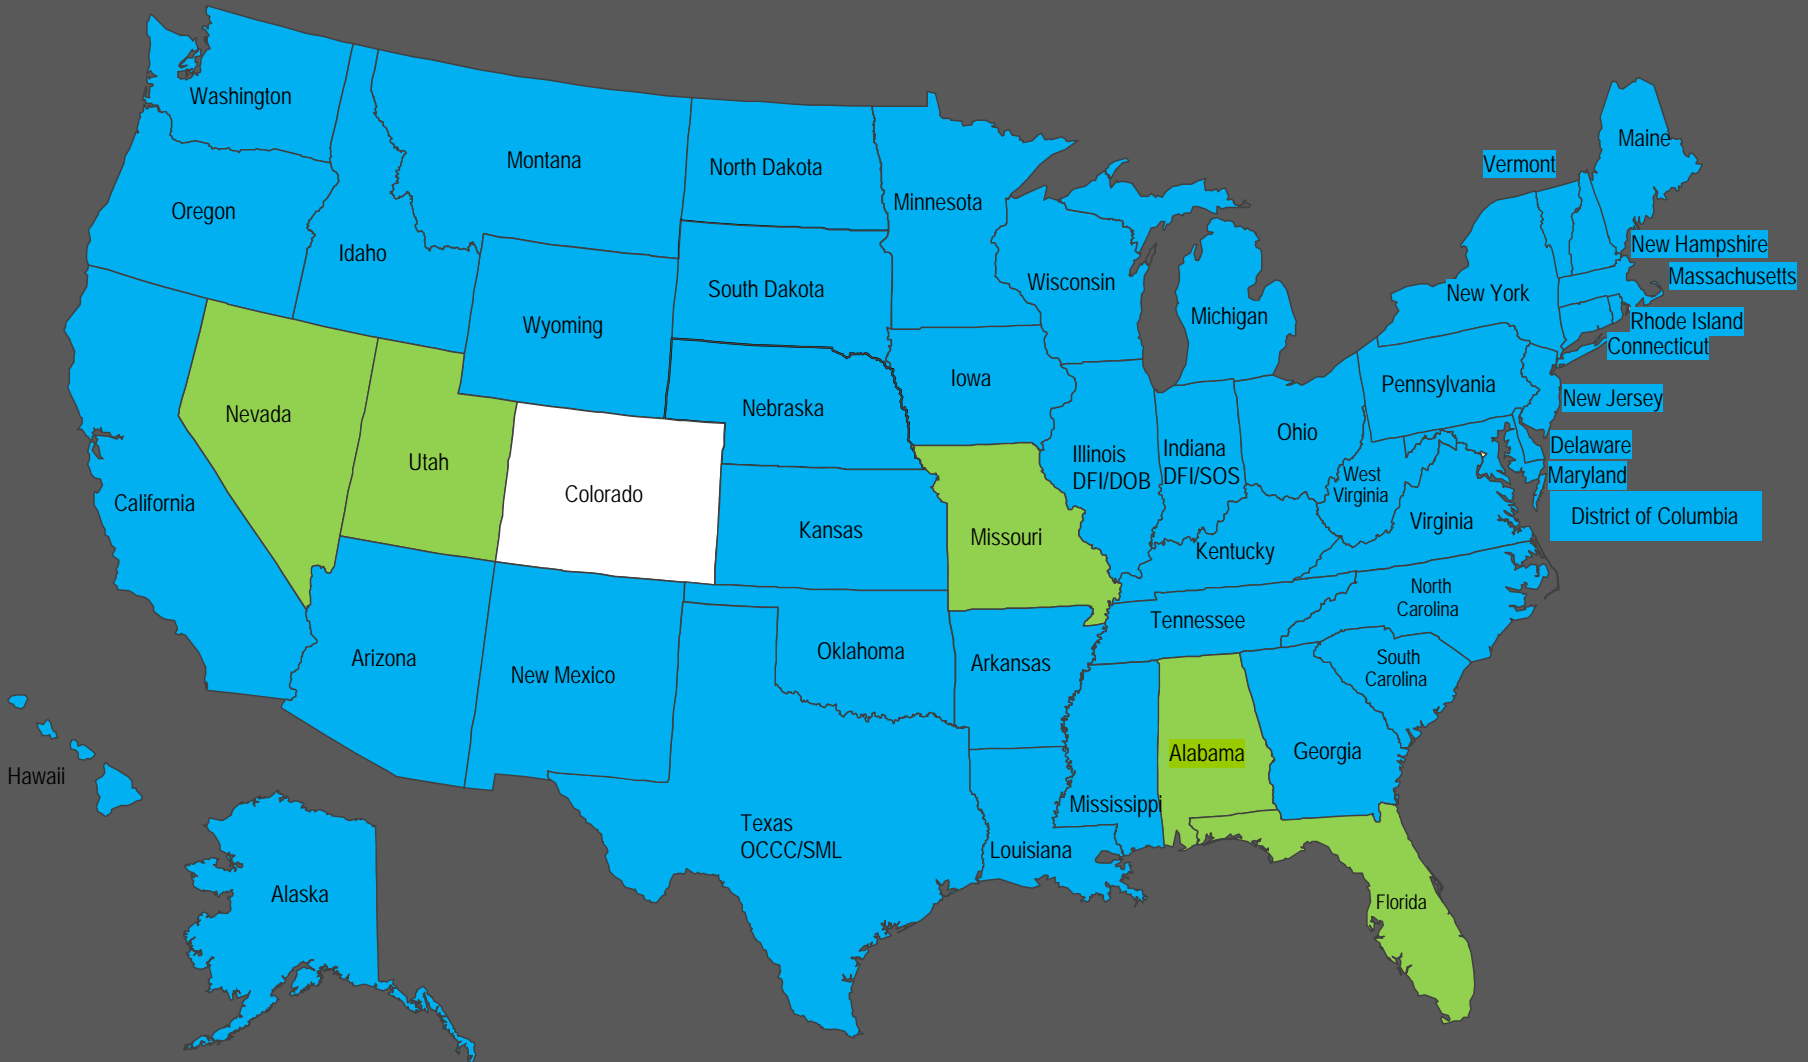 Washington
Montana
North Dakota
Minnesota
Maine
Vermont
Oregon
Idaho
New Hampshire
Massachusetts
Wisconsin
South Dakota
New York
Michigan
Wyoming
Rhode Island
Connecticut
Iowa
Pennsylvania
Nebraska
New Jersey
Nevada
Ohio
Delaware
Utah
Illinois
DFI/DOB
Indiana
DFI/SOS
West
Virginia
Maryland
Colorado
California
District of Columbia
Virginia
Kansas
Missouri
Kentucky
North
Carolina
Tennessee
Oklahoma
Arizona
Arkansas
South
Carolina
New Mexico
Alabama
Georgia
Hawaii
Mississippi
Texas
OCCC/SML
Louisiana
Alaska
Florida